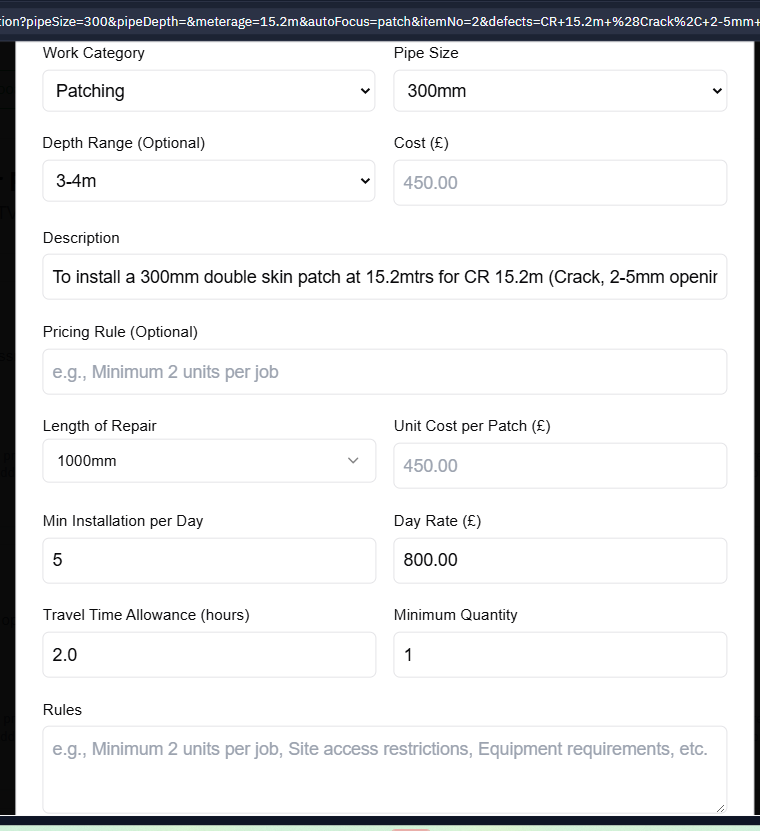 tion?pipeSize=300&pipeDepth=&meterage=15.2m&autoFocus=patch&itemNo=2&defects=CR+15.2m+%28Crack%2C+2-5mm+
Work Category
Pipe Size
Patching
300mm
Depth Range (Optional)
Cost (£)
3-4m
450.00
Description
To install a 300mm double skin patch at 15.2mtrs for CR 15.2m (Crack, 2-5mm openin
Pricing Rule (Optional)
e.g., Minimum 2 units per job
Length of Repair
Unit Cost per Patch (£)
1000mm
450.00
Min Installation per Day
Day Rate (£)
5
800.00
Travel Time Allowance (hours)
Minimum Quantity
2.0
1
Rules
e.g., Minimum 2 units per job, Site access restrictions, Equipment requirements, etc.